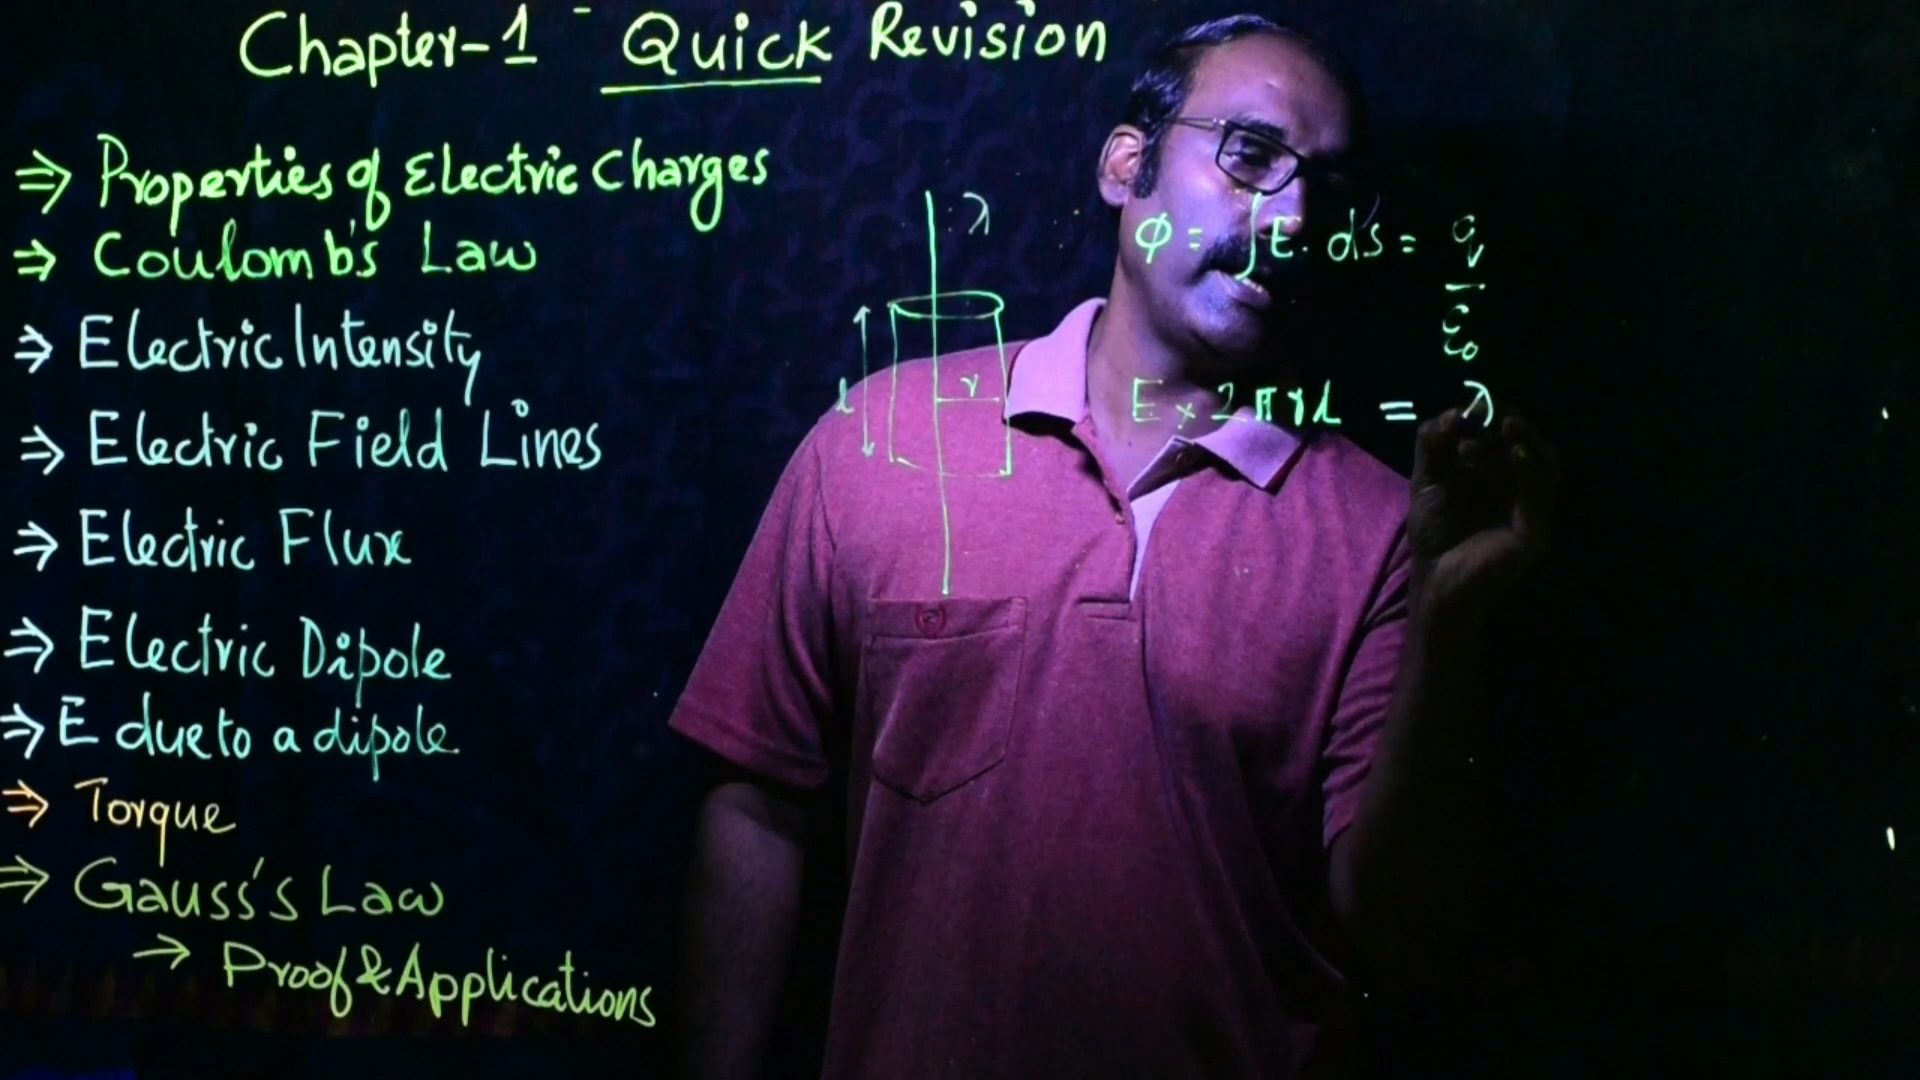 Chapter-1 Quick Revision
⇒ Properties of Electric Charges
⇒ Coulomb's Law
⇒ Electric Intensity
⇒ Electric Field Lines
⇒ Electric Flux
⇒ Electric Dipole
⇒ E due to a dipole
⇒ Torque
⇒ Gauss's Law
→ Proof & Applications
λ
l
r
ϕ = ∫E. ds = q/ε₀
E × 2πrl = λ